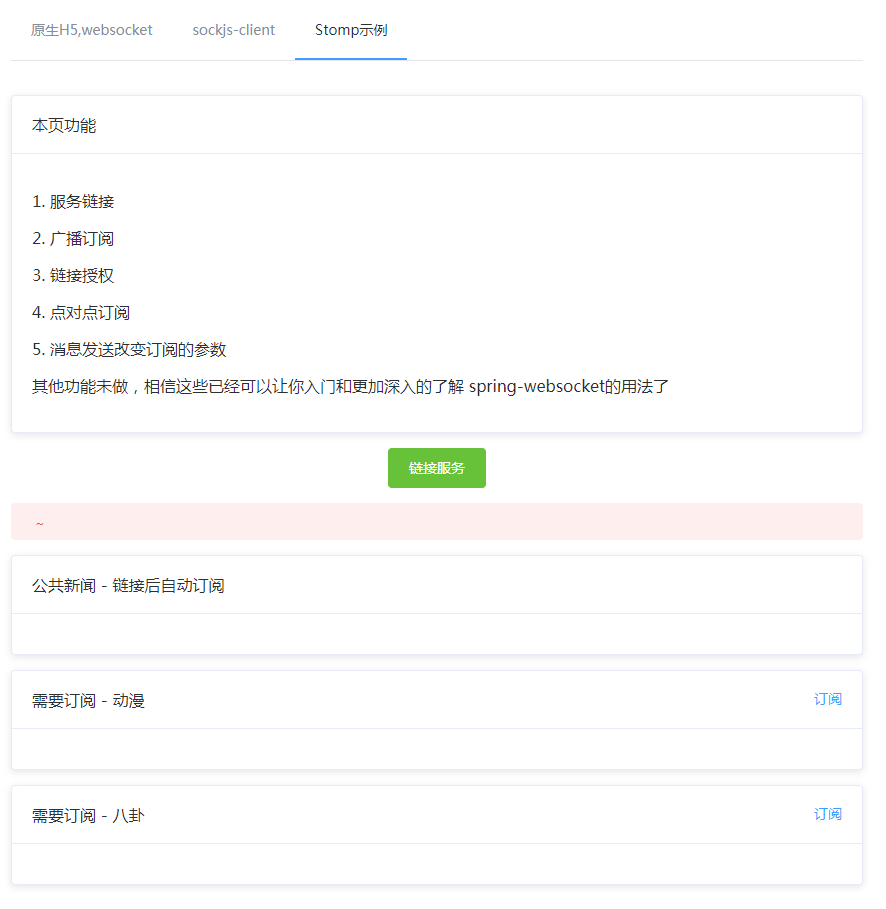 原生H5,websocket sockjs-client Stomp示例
本页功能
1. 服务链接
2. 广播订阅
3. 链接授权
4. 点对点订阅
5. 消息发送改变订阅的参数
其他功能未做，相信这些已经可以让你入门和更加深入的了解 spring-websocket的用法了
链接服务
~
公共新闻 - 链接后自动订阅
需要订阅 - 动漫 订阅
需要订阅 - 八卦 订阅